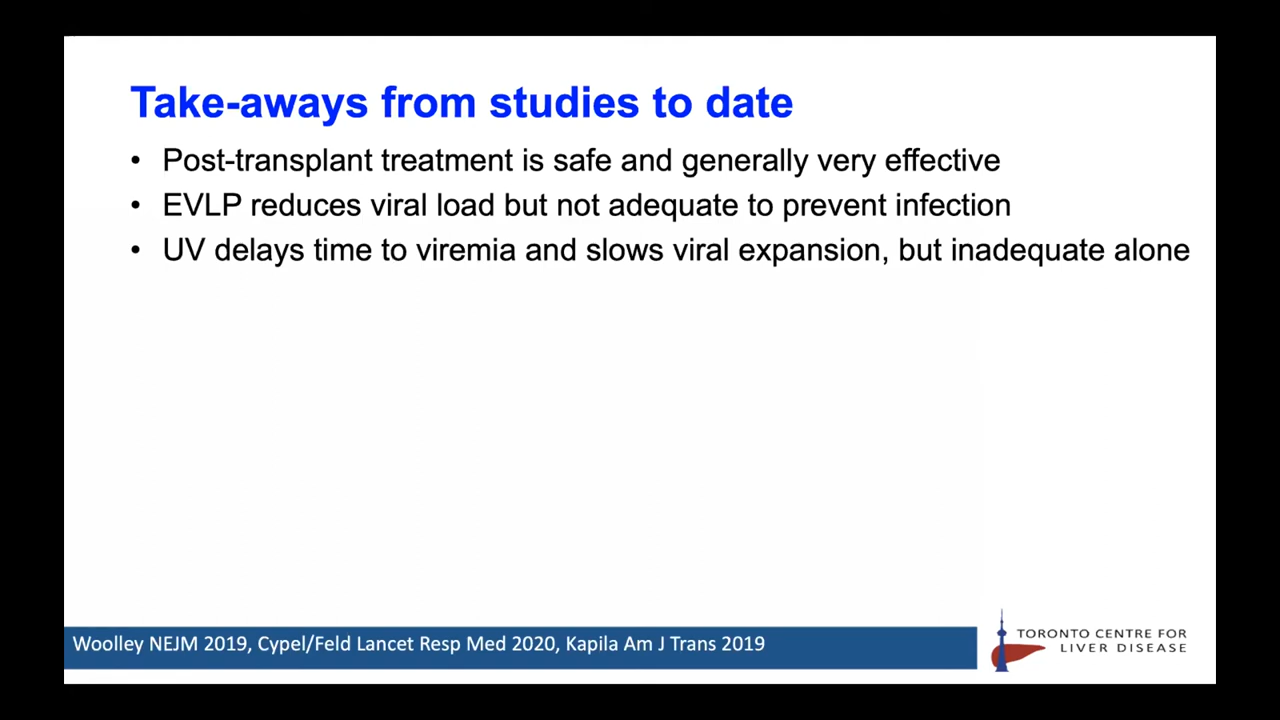 Take-aways from studies to date
• Post-transplant treatment is safe and generally very effective
• EVLP reduces viral load but not adequate to prevent infection
• UV delays time to viremia and slows viral expansion, but inadequate alone
Woolley NEJM 2019, Cypel/Feld Lancet Resp Med 2020, Kapila Am J Trans 2019
TORONTO CENTRE FOR
LIVER DISEASE